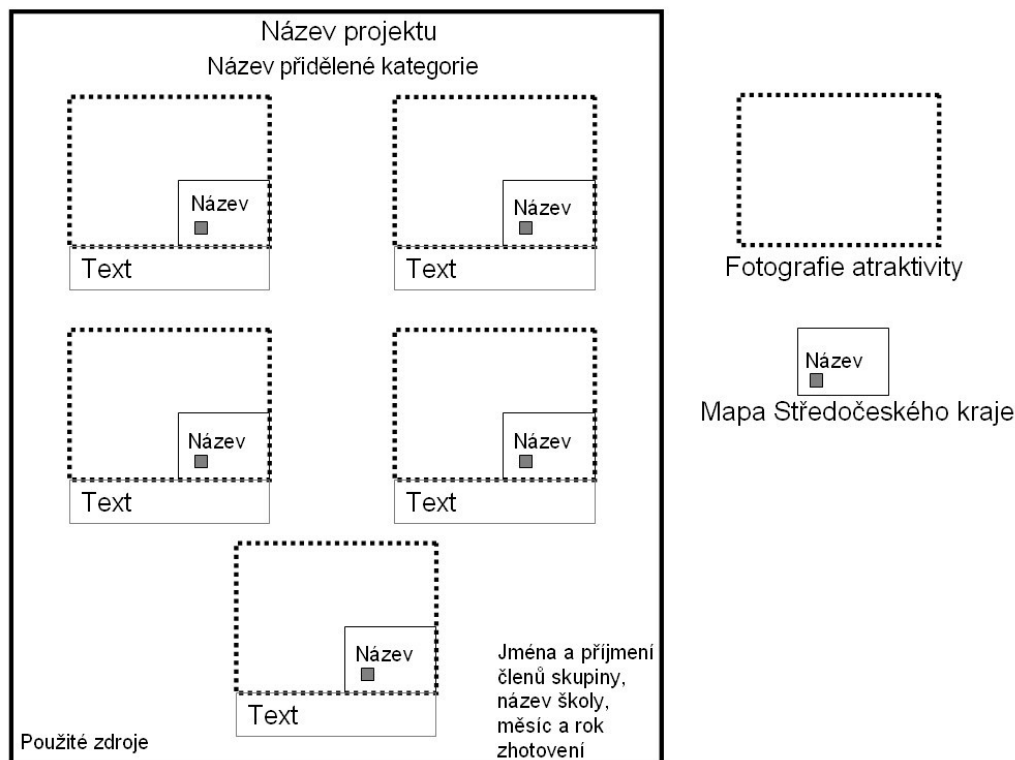 Název projektu
Název přidělené kategorie
Název
Text
Název
Text
Název
Text
Název
Text
Název
Text
Použité zdroje
Jména a příjmení
členů skupiny,
název školy,
měsíc a rok
zhotovení
Fotografie atraktivity
Název
Mapa Středočeského kraje